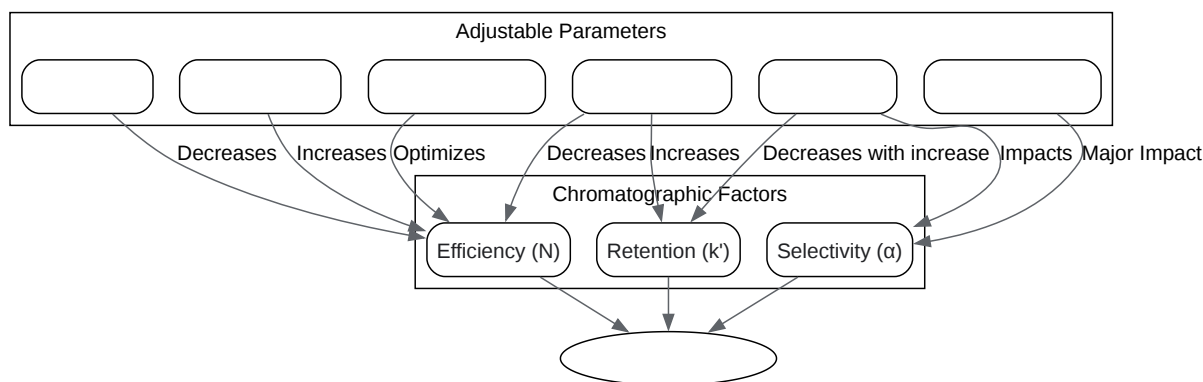 Adjustable Parameters
Decreases
Increases
Optimizes
Decreases
Increases
Decreases with increase
Impacts
Major Impact
Chromatographic Factors
Efficiency (N)
Retention (k')
Selectivity (α)